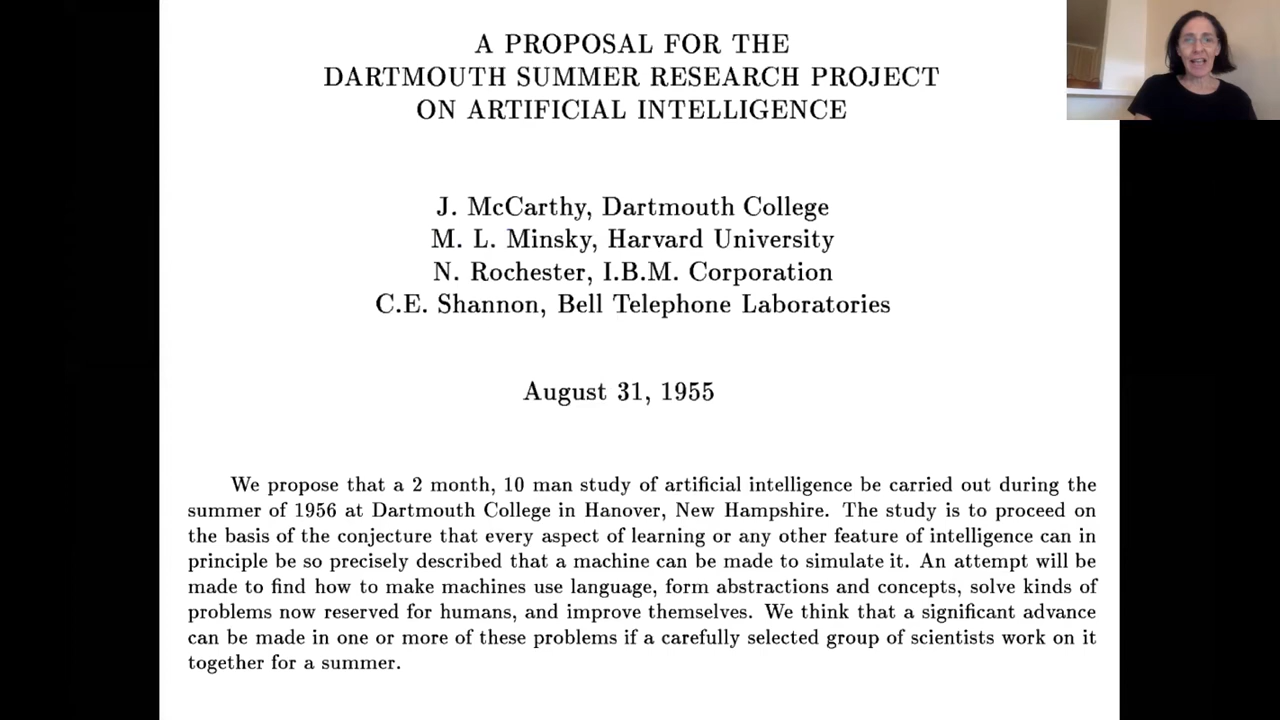 A PROPOSAL FOR THE
DARTMOUTH SUMMER RESEARCH PROJECT
ON ARTIFICIAL INTELLIGENCE
J. McCarthy, Dartmouth College
M. L. Minsky, Harvard University
N. Rochester, I.B.M. Corporation
C.E. Shannon, Bell Telephone Laboratories
August 31, 1955
We propose that a 2 month, 10 man study of artificial intelligence be carried out during the
summer of 1956 at Dartmouth College in Hanover, New Hampshire. The study is to proceed on
the basis of the conjecture that every aspect of learning or any other feature of intelligence can in
principle be so precisely described that a machine can be made to simulate it. An attempt will be
made to find how to make machines use language, form abstractions and concepts, solve kinds of
problems now reserved for humans, and improve themselves. We think that a significant advance
can be made in one or more of these problems if a carefully selected group of scientists work on it
together for a summer.